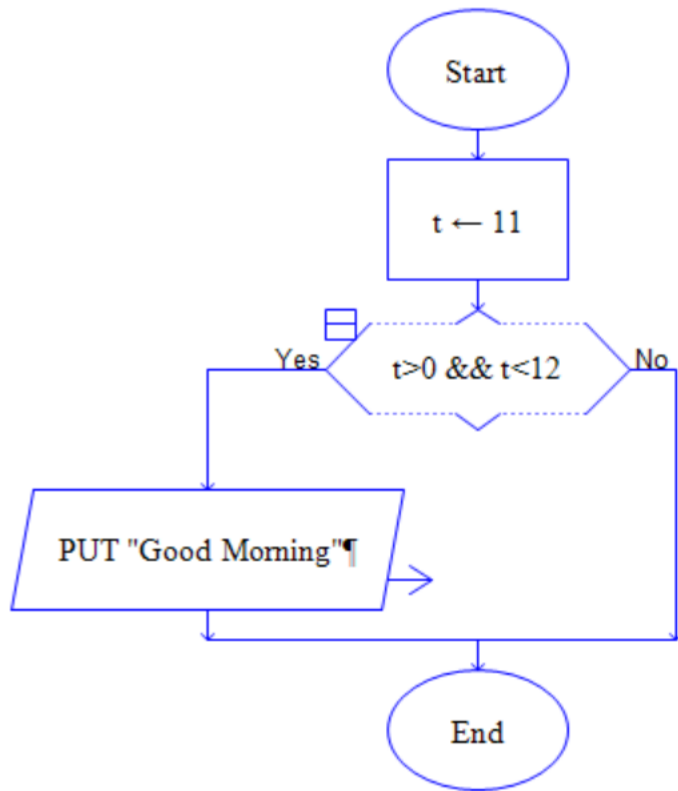 Start
t ← 11
Yes
t>0 && t<12
No
PUT "Good Morning"¶
End